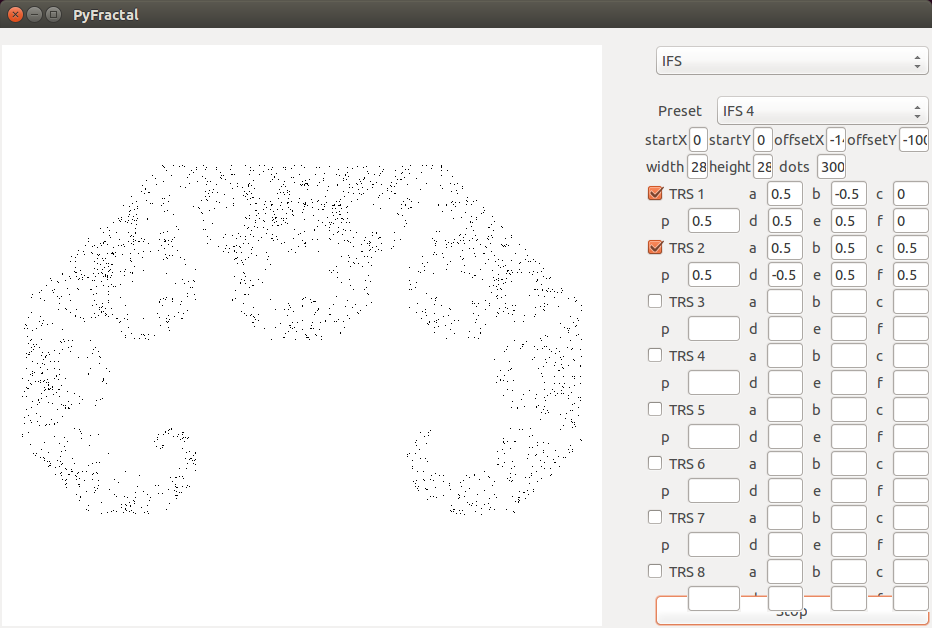 PyFractal
IFS
Preset IFS 4
startX 0 startY 0 offsetX -14 offsetY -100
width 28 height 28 dots 300
TRS 1 a 0.5 b -0.5 c 0
p 0.5 d 0.5 e 0.5 f 0
TRS 2 a 0.5 b 0.5 c 0.5
p 0.5 d -0.5 e 0.5 f 0.5
TRS 3 a b c
p d e f
TRS 4 a b c
p d e f
TRS 5 a b c
p d e f
TRS 6 a b c
p d e f
TRS 7 a b c
p d e f
TRS 8 a b c
Stop